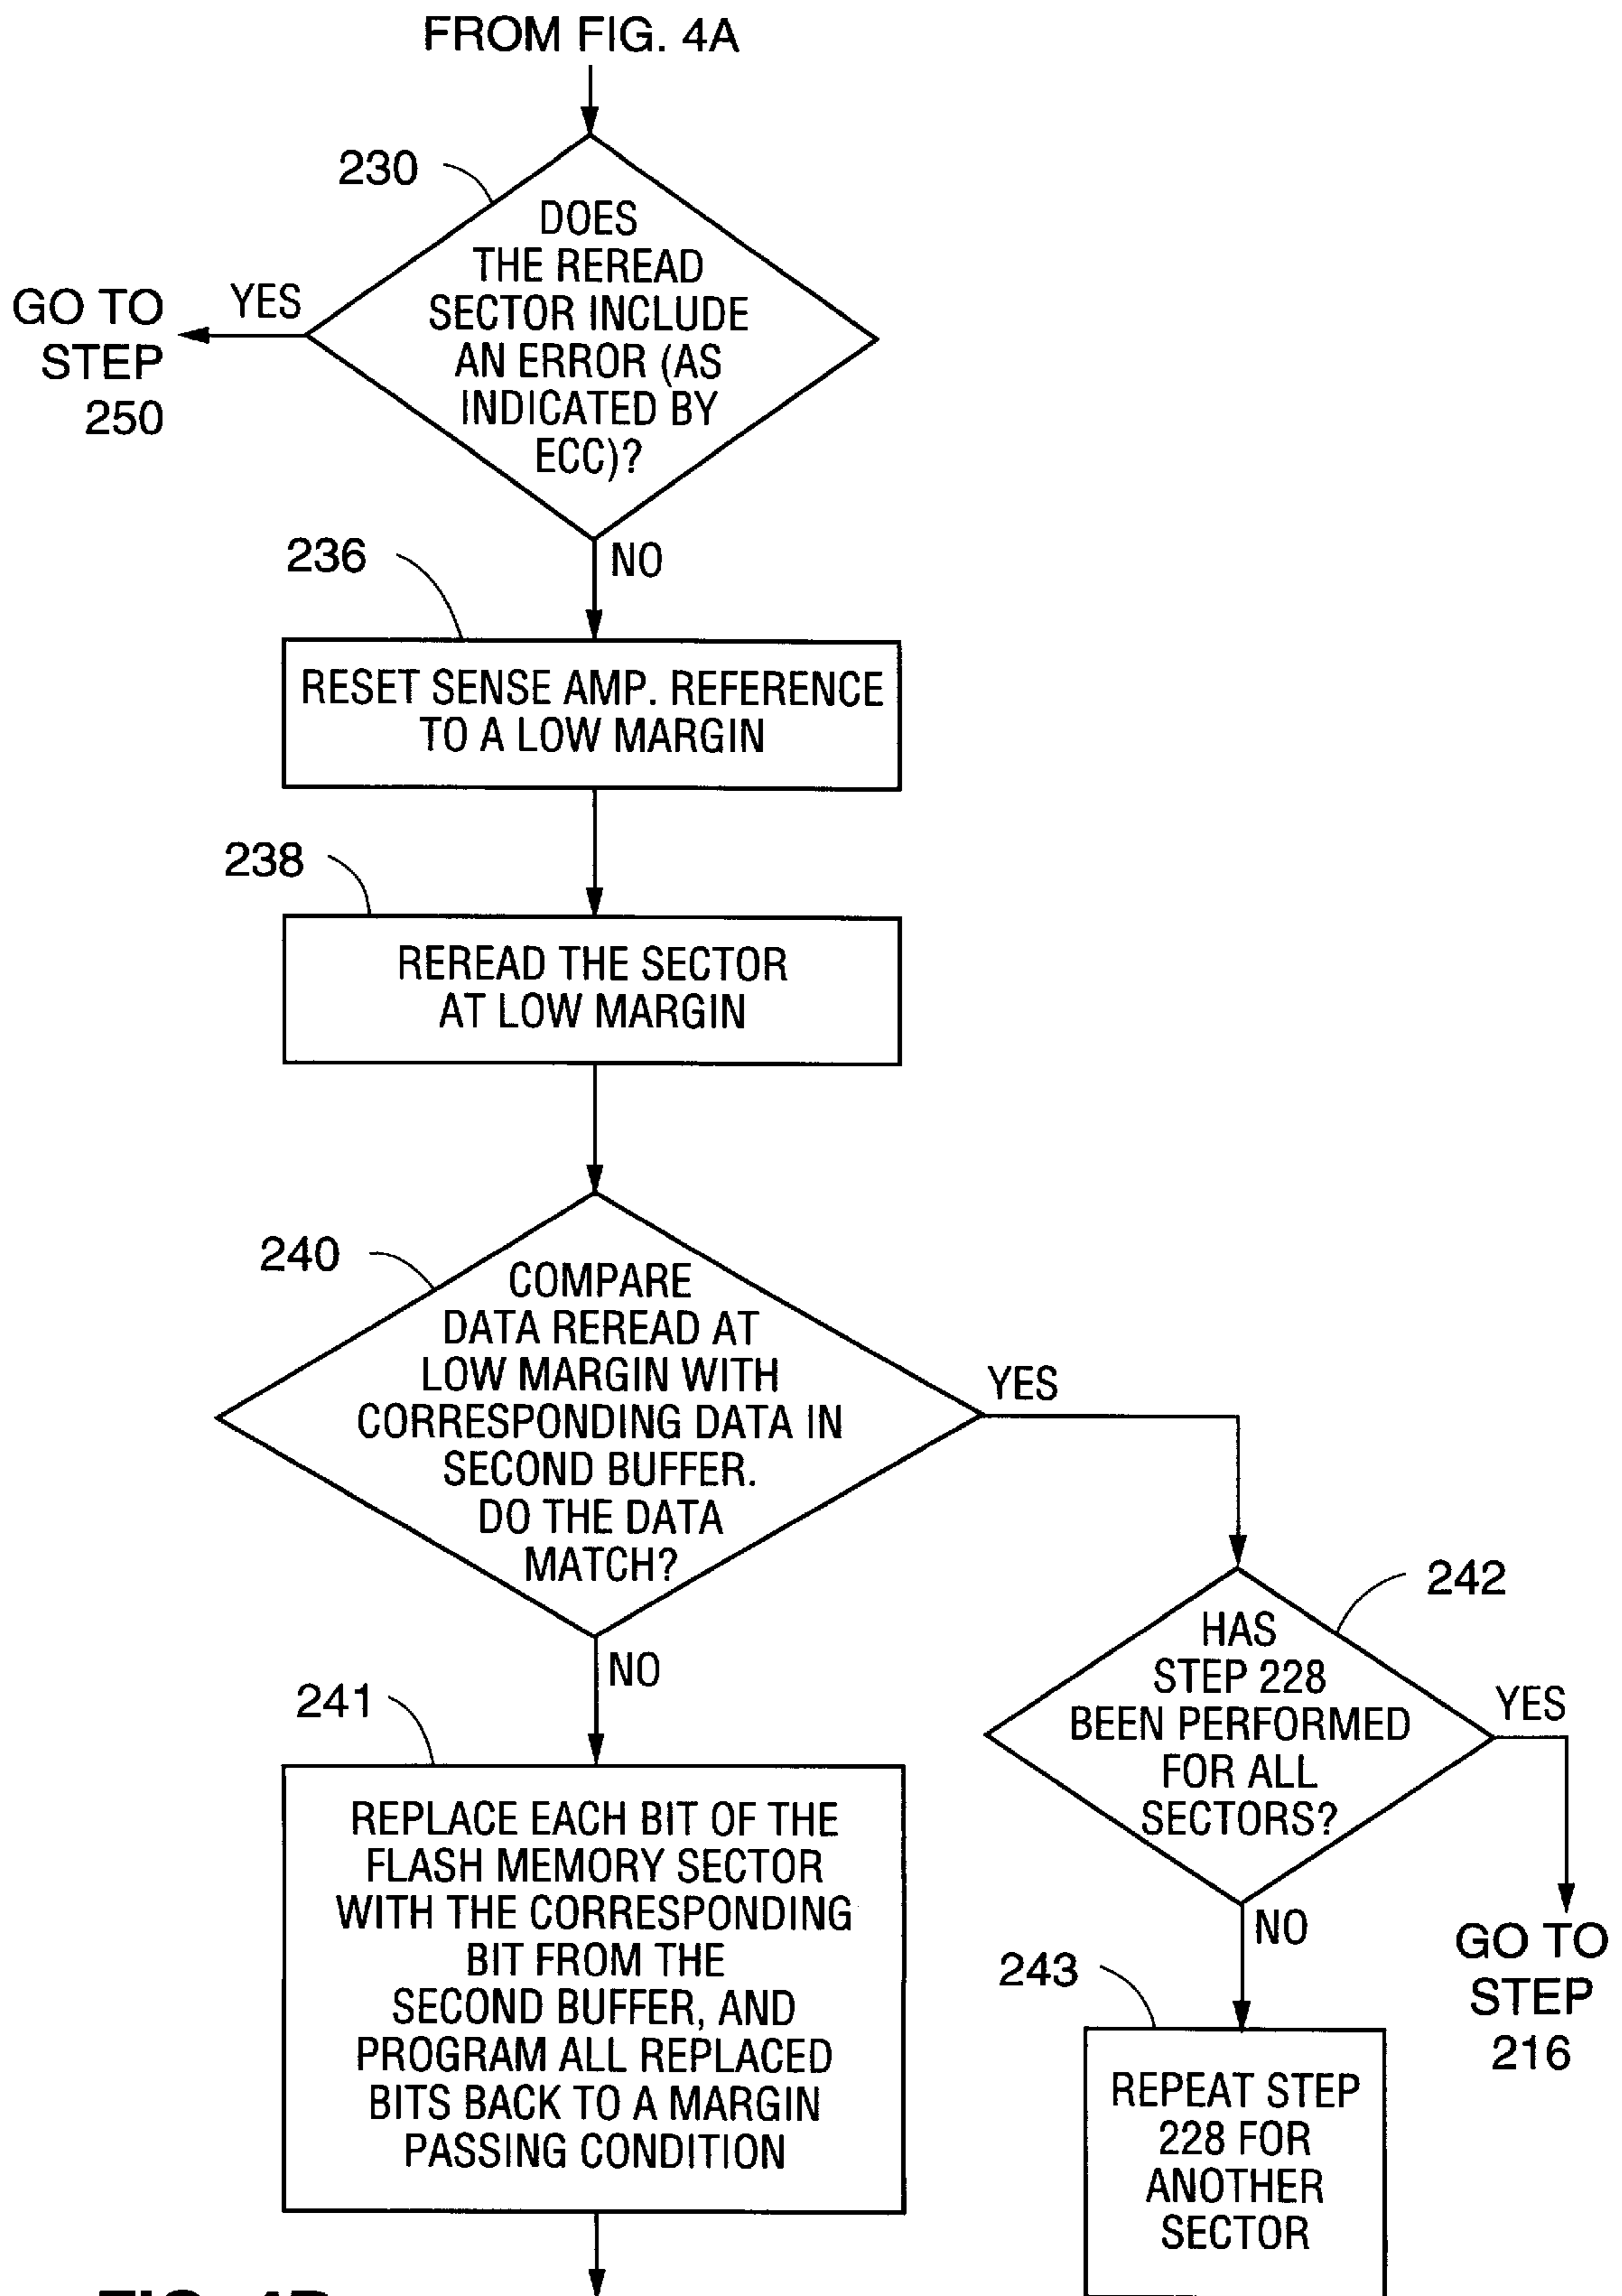 FROM FIG. 4A
230
DOES
THE REREAD
SECTOR INCLUDE
AN ERROR (AS
INDICATED BY
ECC)?
YES
GO TO
STEP
250
NO
236
RESET SENSE AMP. REFERENCE
TO A LOW MARGIN
238
REREAD THE SECTOR
AT LOW MARGIN
240
COMPARE
DATA REREAD AT
LOW MARGIN WITH
CORRESPONDING DATA IN
SECOND BUFFER.
DO THE DATA
MATCH?
YES
NO
242
HAS
STEP 228
BEEN PERFORMED
FOR ALL
SECTORS?
YES
GO TO
STEP
216
NO
241
REPLACE EACH BIT OF THE
FLASH MEMORY SECTOR
WITH THE CORRESPONDING
BIT FROM THE
SECOND BUFFER, AND
PROGRAM ALL REPLACED
BITS BACK TO A MARGIN
PASSING CONDITION
243
REPEAT STEP
228 FOR
ANOTHER
SECTOR